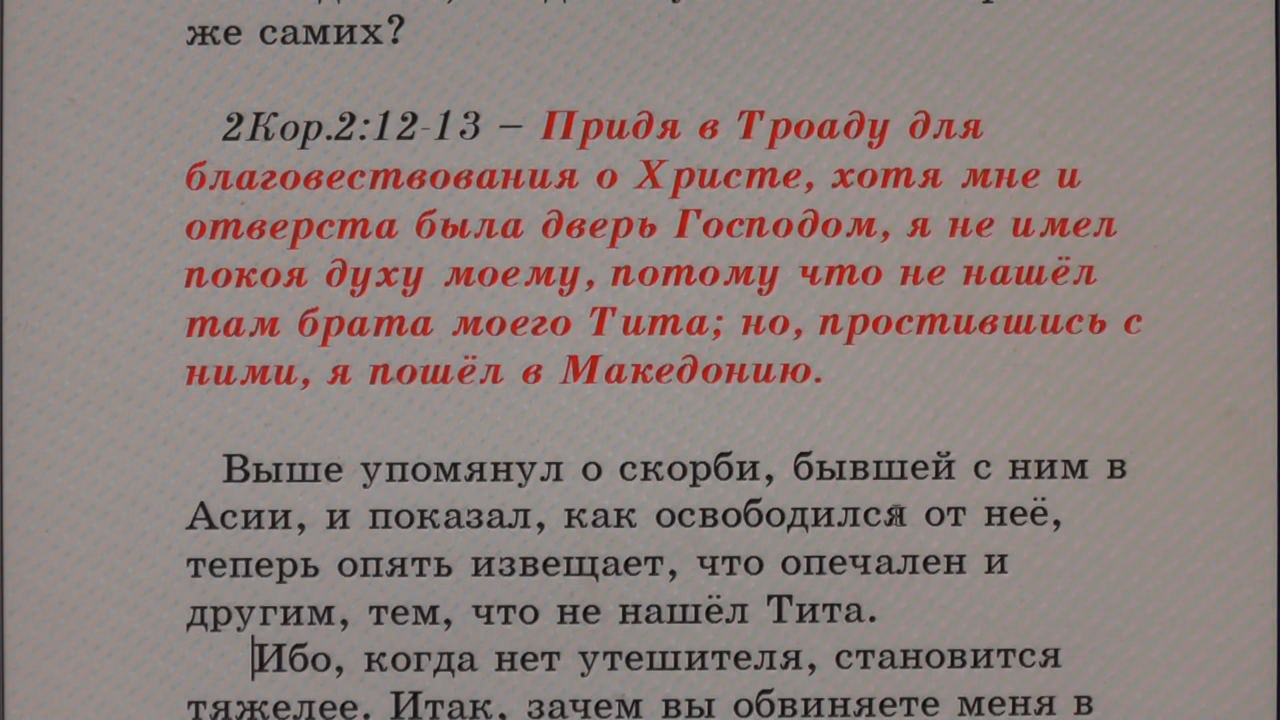 же самих?
2Кор.2:12-13 – Придя в Троаду для
благовествования о Христе, хотя мне и
отверста была дверь Господом, я не имел
покоя духу моему, потому что не нашёл
там брата моего Тита; но, простившись с
ними, я пошёл в Македонию.
Выше упомянул о скорби, бывшей с ним в
Асии, и показал, как освободился от неё,
теперь опять извещает, что опечален и
другим, тем, что не нашёл Тита.
Ибо, когда нет утешителя, становится
тяжелее. Итак, зачем вы обвиняете меня в